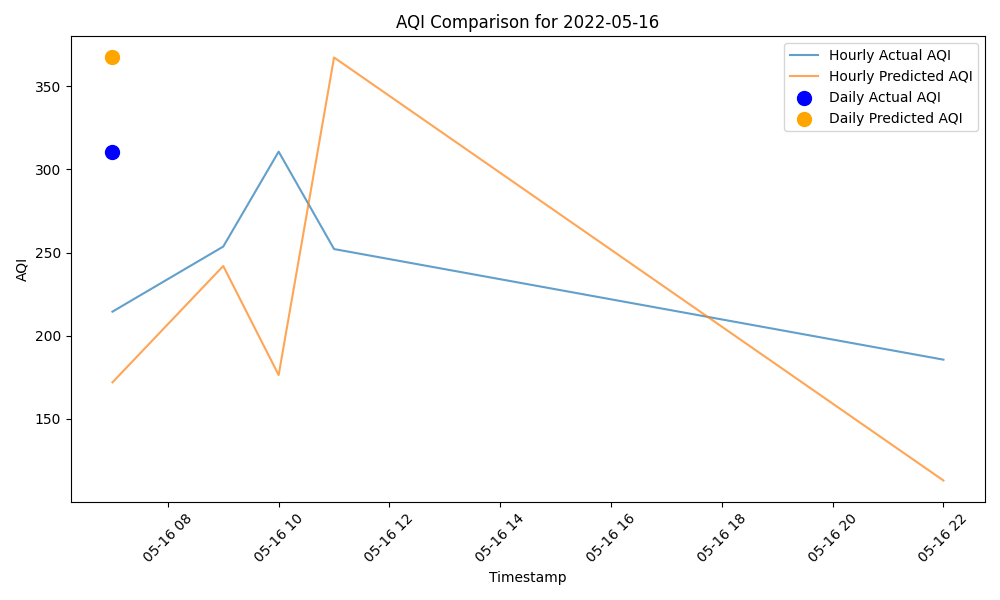 AQI Comparison for 2022-05-16
Hourly Actual AQI
Hourly Predicted AQI
Daily Actual AQI
Daily Predicted AQI
AQI
350
300
250
200
150
05-16 08
05-16 10
05-16 12
05-16 14
05-16 16
05-16 18
05-16 20
05-16 22
Timestamp